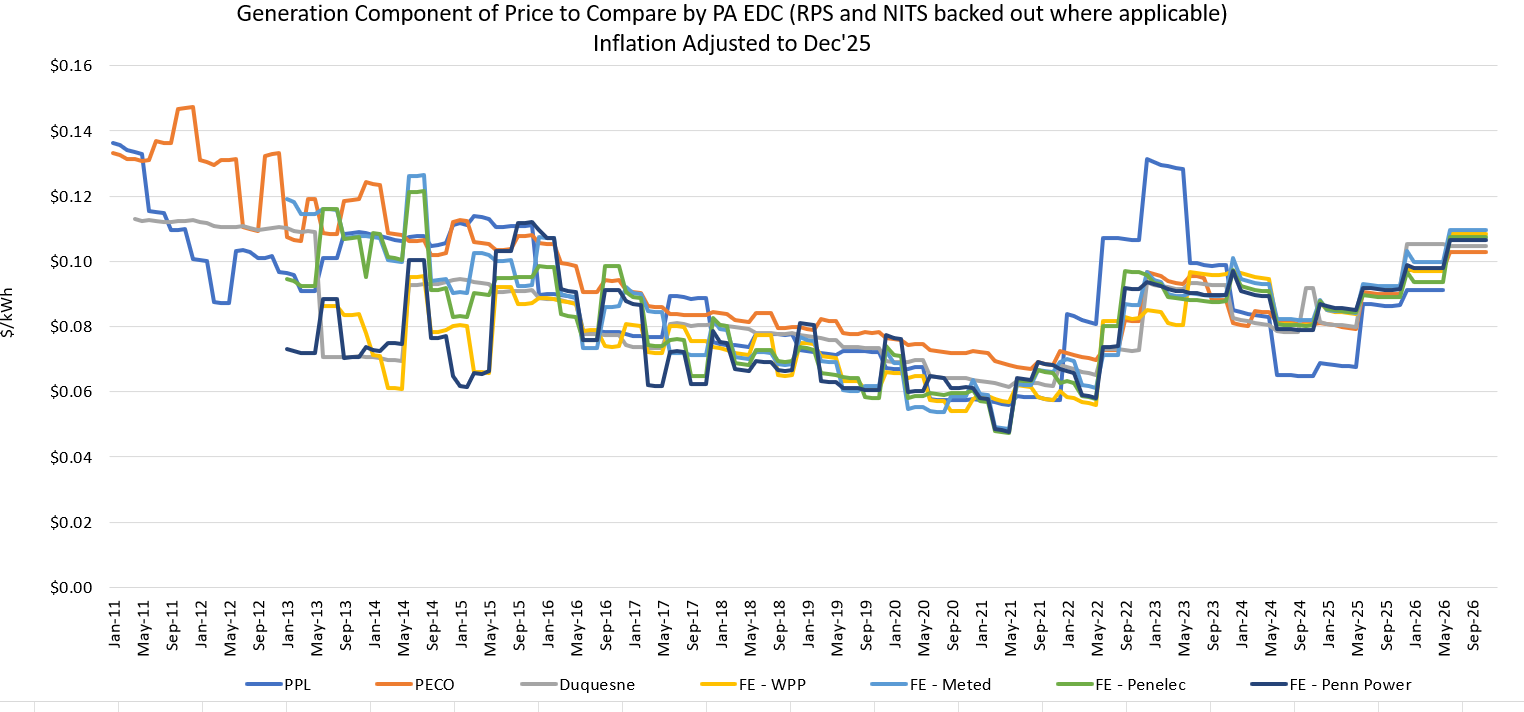 Generation Component of Price to Compare by PA EDC (RPS and NITS backed out where applicable)
Inflation Adjusted to Dec'25
$/kWh
$0.16
$0.14
$0.12
$0.10
$0.08
$0.06
$0.04
$0.02
$0.00
Jan-11
May-11
Sep-11
Jan-12
May-12
Sep-12
Jan-13
May-13
Sep-13
Jan-14
May-14
Sep-14
Jan-15
May-15
Sep-15
Jan-16
May-16
Sep-16
Jan-17
May-17
Sep-17
Jan-18
May-18
Sep-18
Jan-19
May-19
Sep-19
Jan-20
May-20
Sep-20
Jan-21
May-21
Sep-21
Jan-22
May-22
Sep-22
Jan-23
May-23
Sep-23
Jan-24
May-24
Sep-24
Jan-25
May-25
Sep-25
Jan-26
May-26
Sep-26
PPL
PECO
Duquesne
FE - WPP
FE - Meted
FE - Penelec
FE - Penn Power